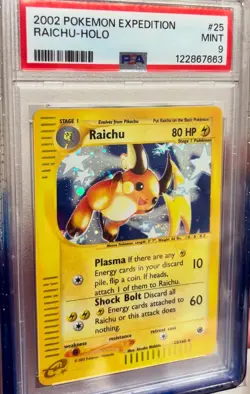 2002 POKEMON EXPEDITION #25
RAICHU-HOLO MINT
9
PSA 122867663
STAGE 1 Evolves from Pikachu
Raichu 80 HP
Stage 1 Pokémon
Plasma If there are any
Energy cards in your discard
pile, flip a coin. If heads,
attach 1 of them to Raichu.
10
Shock Bolt Discard all
Energy cards attached to
Raichu or this attack does
nothing.
60
weakness resistance retreat cost